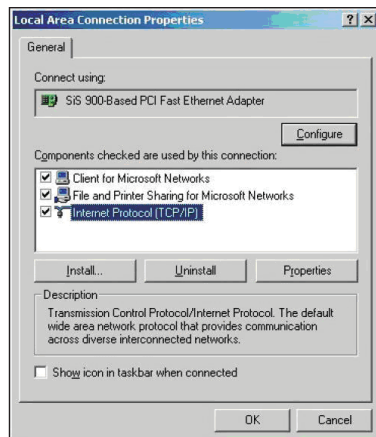 Local Area Connection Properties
General
Connect using:
SiS 900-Based PCI Fast Ethernet Adapter
Configure
Components checked are used by this connection:
Client for Microsoft Networks
File and Printer Sharing for Microsoft Networks
Internet Protocol (TCP/IP)
Install...
Uninstall
Properties
Description
Transmission Control Protocol/Internet Protocol. The default
wide area network protocol that provides communication
across diverse interconnected networks.
Show icon in taskbar when connected
OK
Cancel